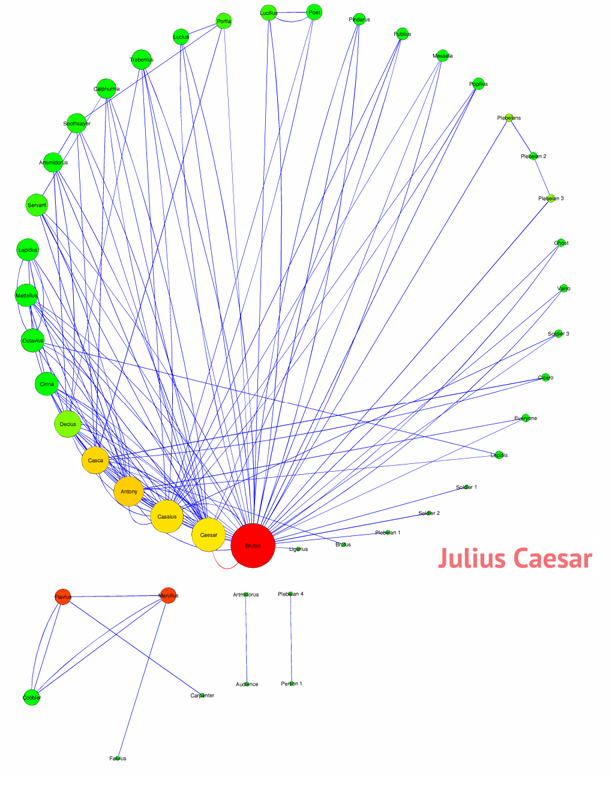 Portia
Lucilius
Poet
Lucius
Pindarus
Publius
Trebonius
Messala
Popilius
Calphurnia
Plebeians
Soothsayer
Plebeian 2
Artemidorus
Plebeian 3
Servant
Ghost
Lepidus
Varro
Metellus
Soldier 3
Octavius
Cicero
Cinna
Everyone
Decius
Casca
Lepidis
Antony
Soldier 1
Cassius
Soldier 2
Caesar
Plebeian 1
Brutus
Ligarius
Julius Caesar
Flavius
Marullus
Plebeian 4
Audience
Person 1
Cobbler
Carpenter